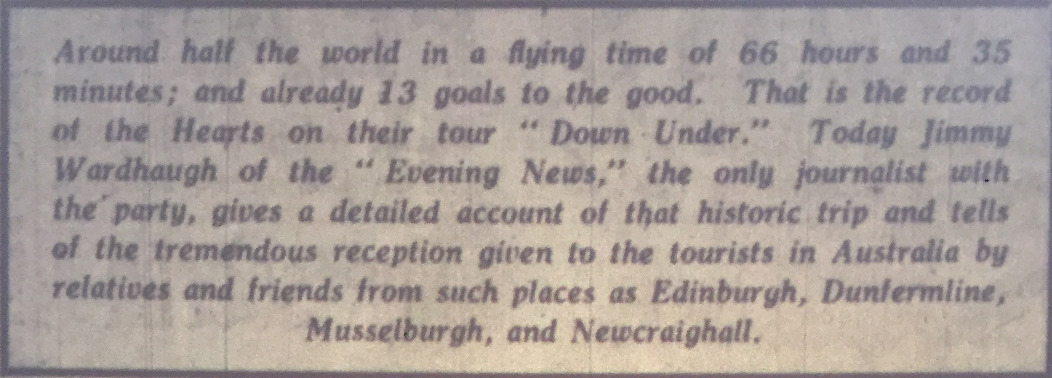 Around half the world in a flying time of 66 hours and 35
minutes; and already 13 goals to the good. That is the record
of the Hearts on their tour "Down Under." Today Jimmy
Wardhaugh of the "Evening News," the only journalist with
the party, gives a detailed account of that historic trip and tells
of the tremendous reception given to the tourists in Australia by
relatives and friends from such places as Edinburgh, Dunfermline,
Musselburgh, and Newcraighall.